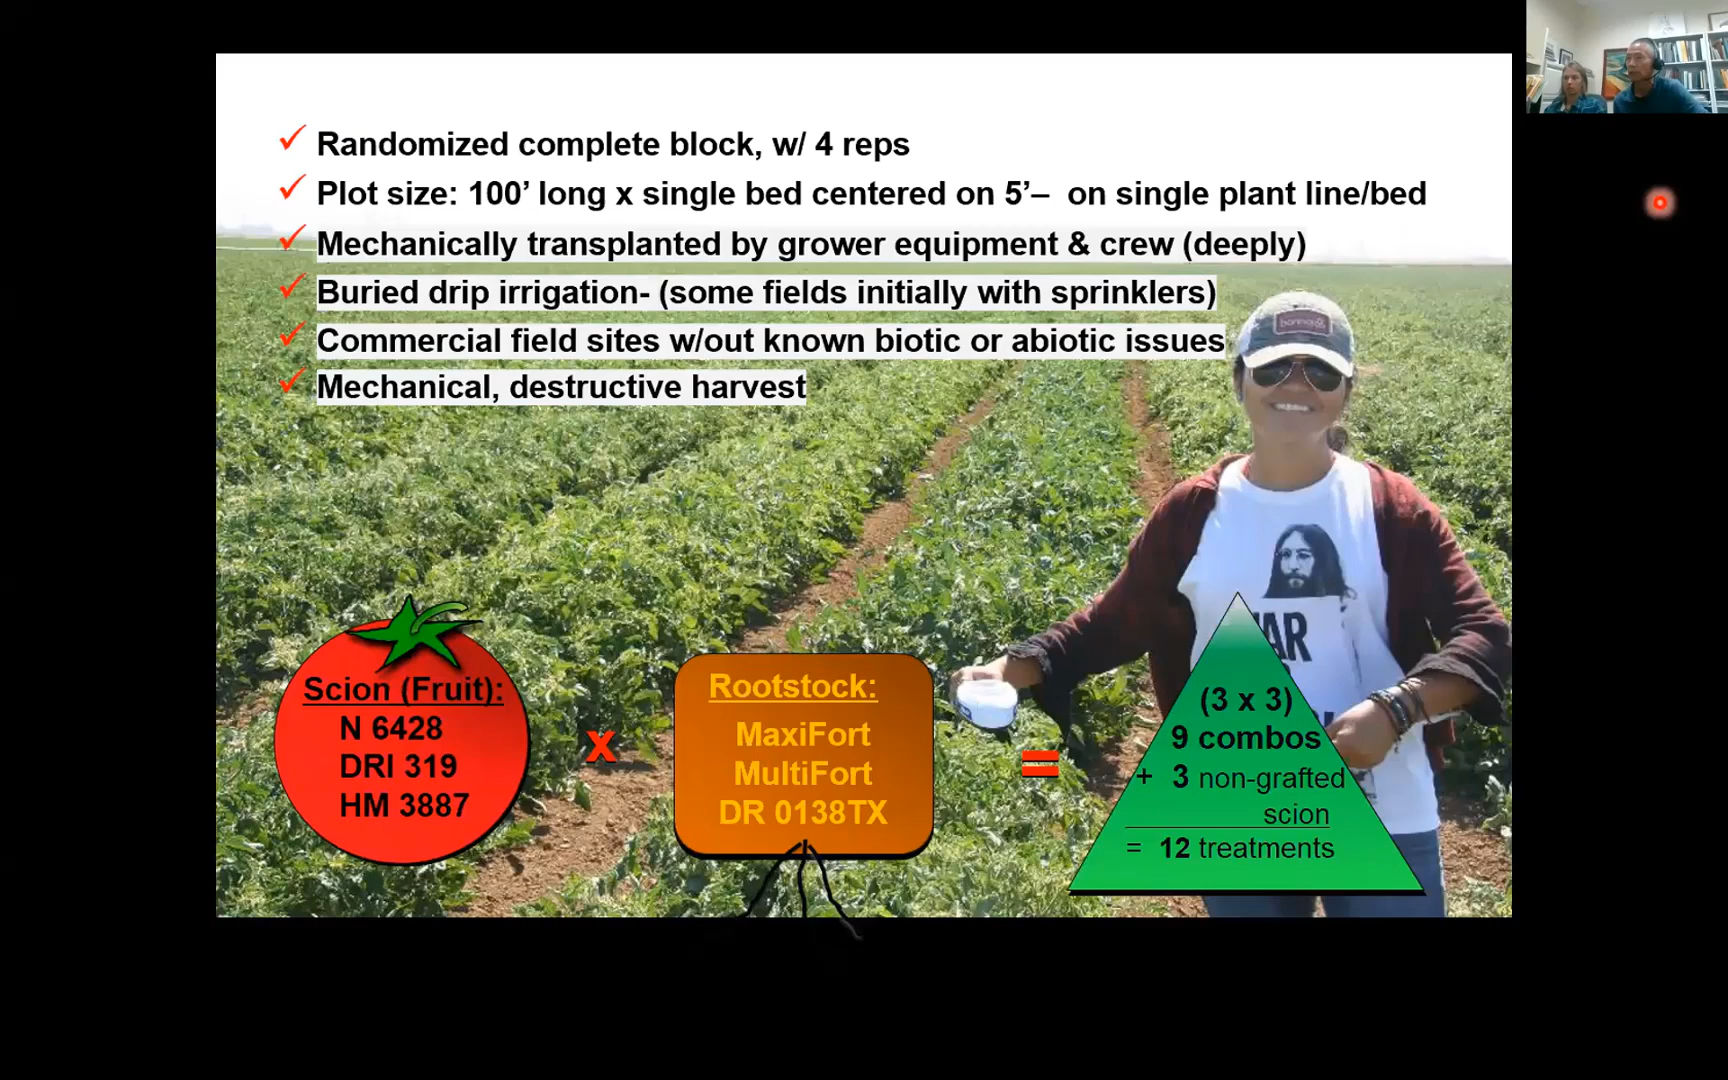 Randomized complete block, w/ 4 reps
Plot size: 100’ long x single bed centered on 5’– on single plant line/bed
Mechanically transplanted by grower equipment & crew (deeply)
Buried drip irrigation- (some fields initially with sprinklers)
Commercial field sites w/out known biotic or abiotic issues
Mechanical, destructive harvest
Scion (Fruit):
N 6428
DRI 319
HM 3887
x
Rootstock:
MaxiFort
MultiFort
DR 0138TX
=
(3 x 3)
9 combos
+ 3 non-grafted
scion
= 12 treatments